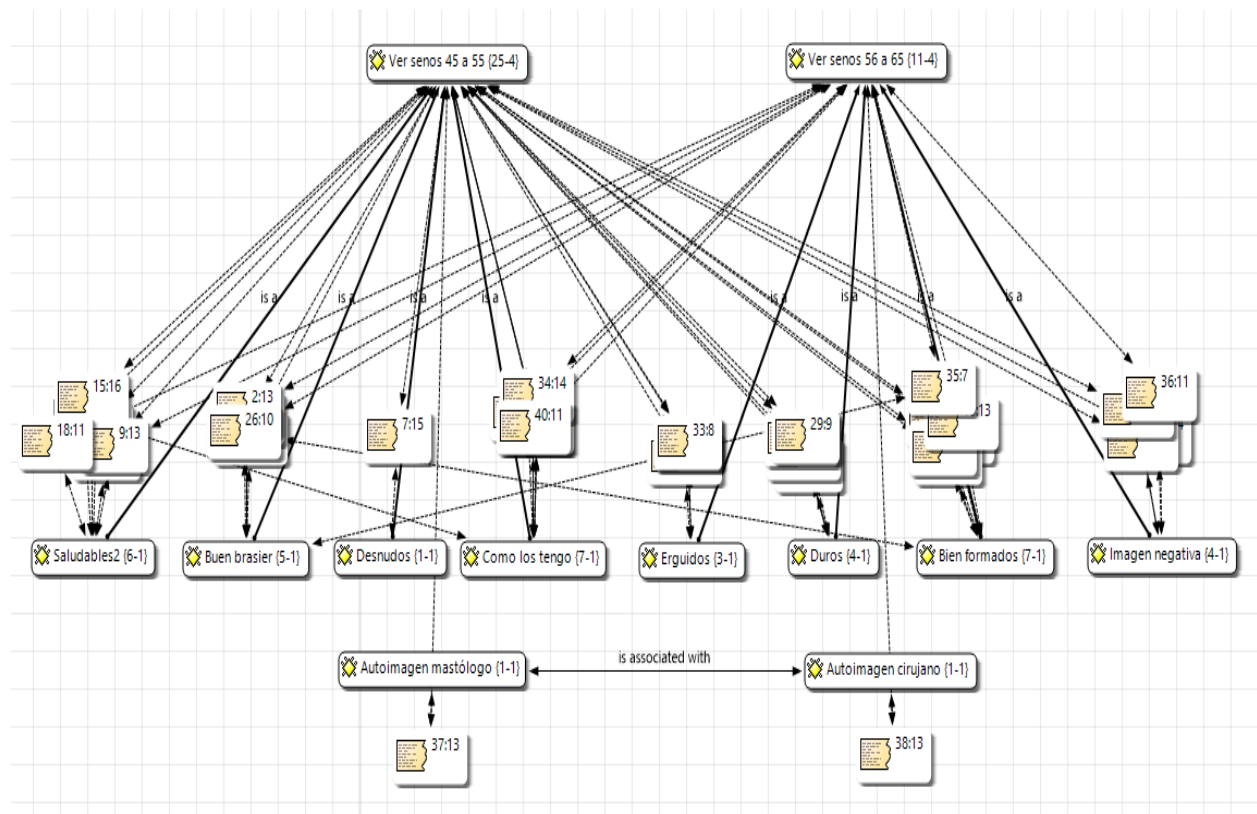 Ver senos 45 a 55 {25-4}
Ver senos 56 a 65 {11-4}
is a
is a
is a
is a
is a
is a
is a
is a
15:16
18:11
9:13
2:13
26:10
7:15
34:14
40:11
33:8
29:9
35:7
13
36:11
Saludables2 {6-1}
Buen brasier {5-1}
Desnudos {1-1}
Como los tengo {7-1}
Erguidos {3-1}
Duros {4-1}
Bien formados {7-1}
Imagen negativa {4-1}
is associated with
Autoimagen mastólogo {1-1}
Autoimagen cirujano {1-1}
37:13
38:13